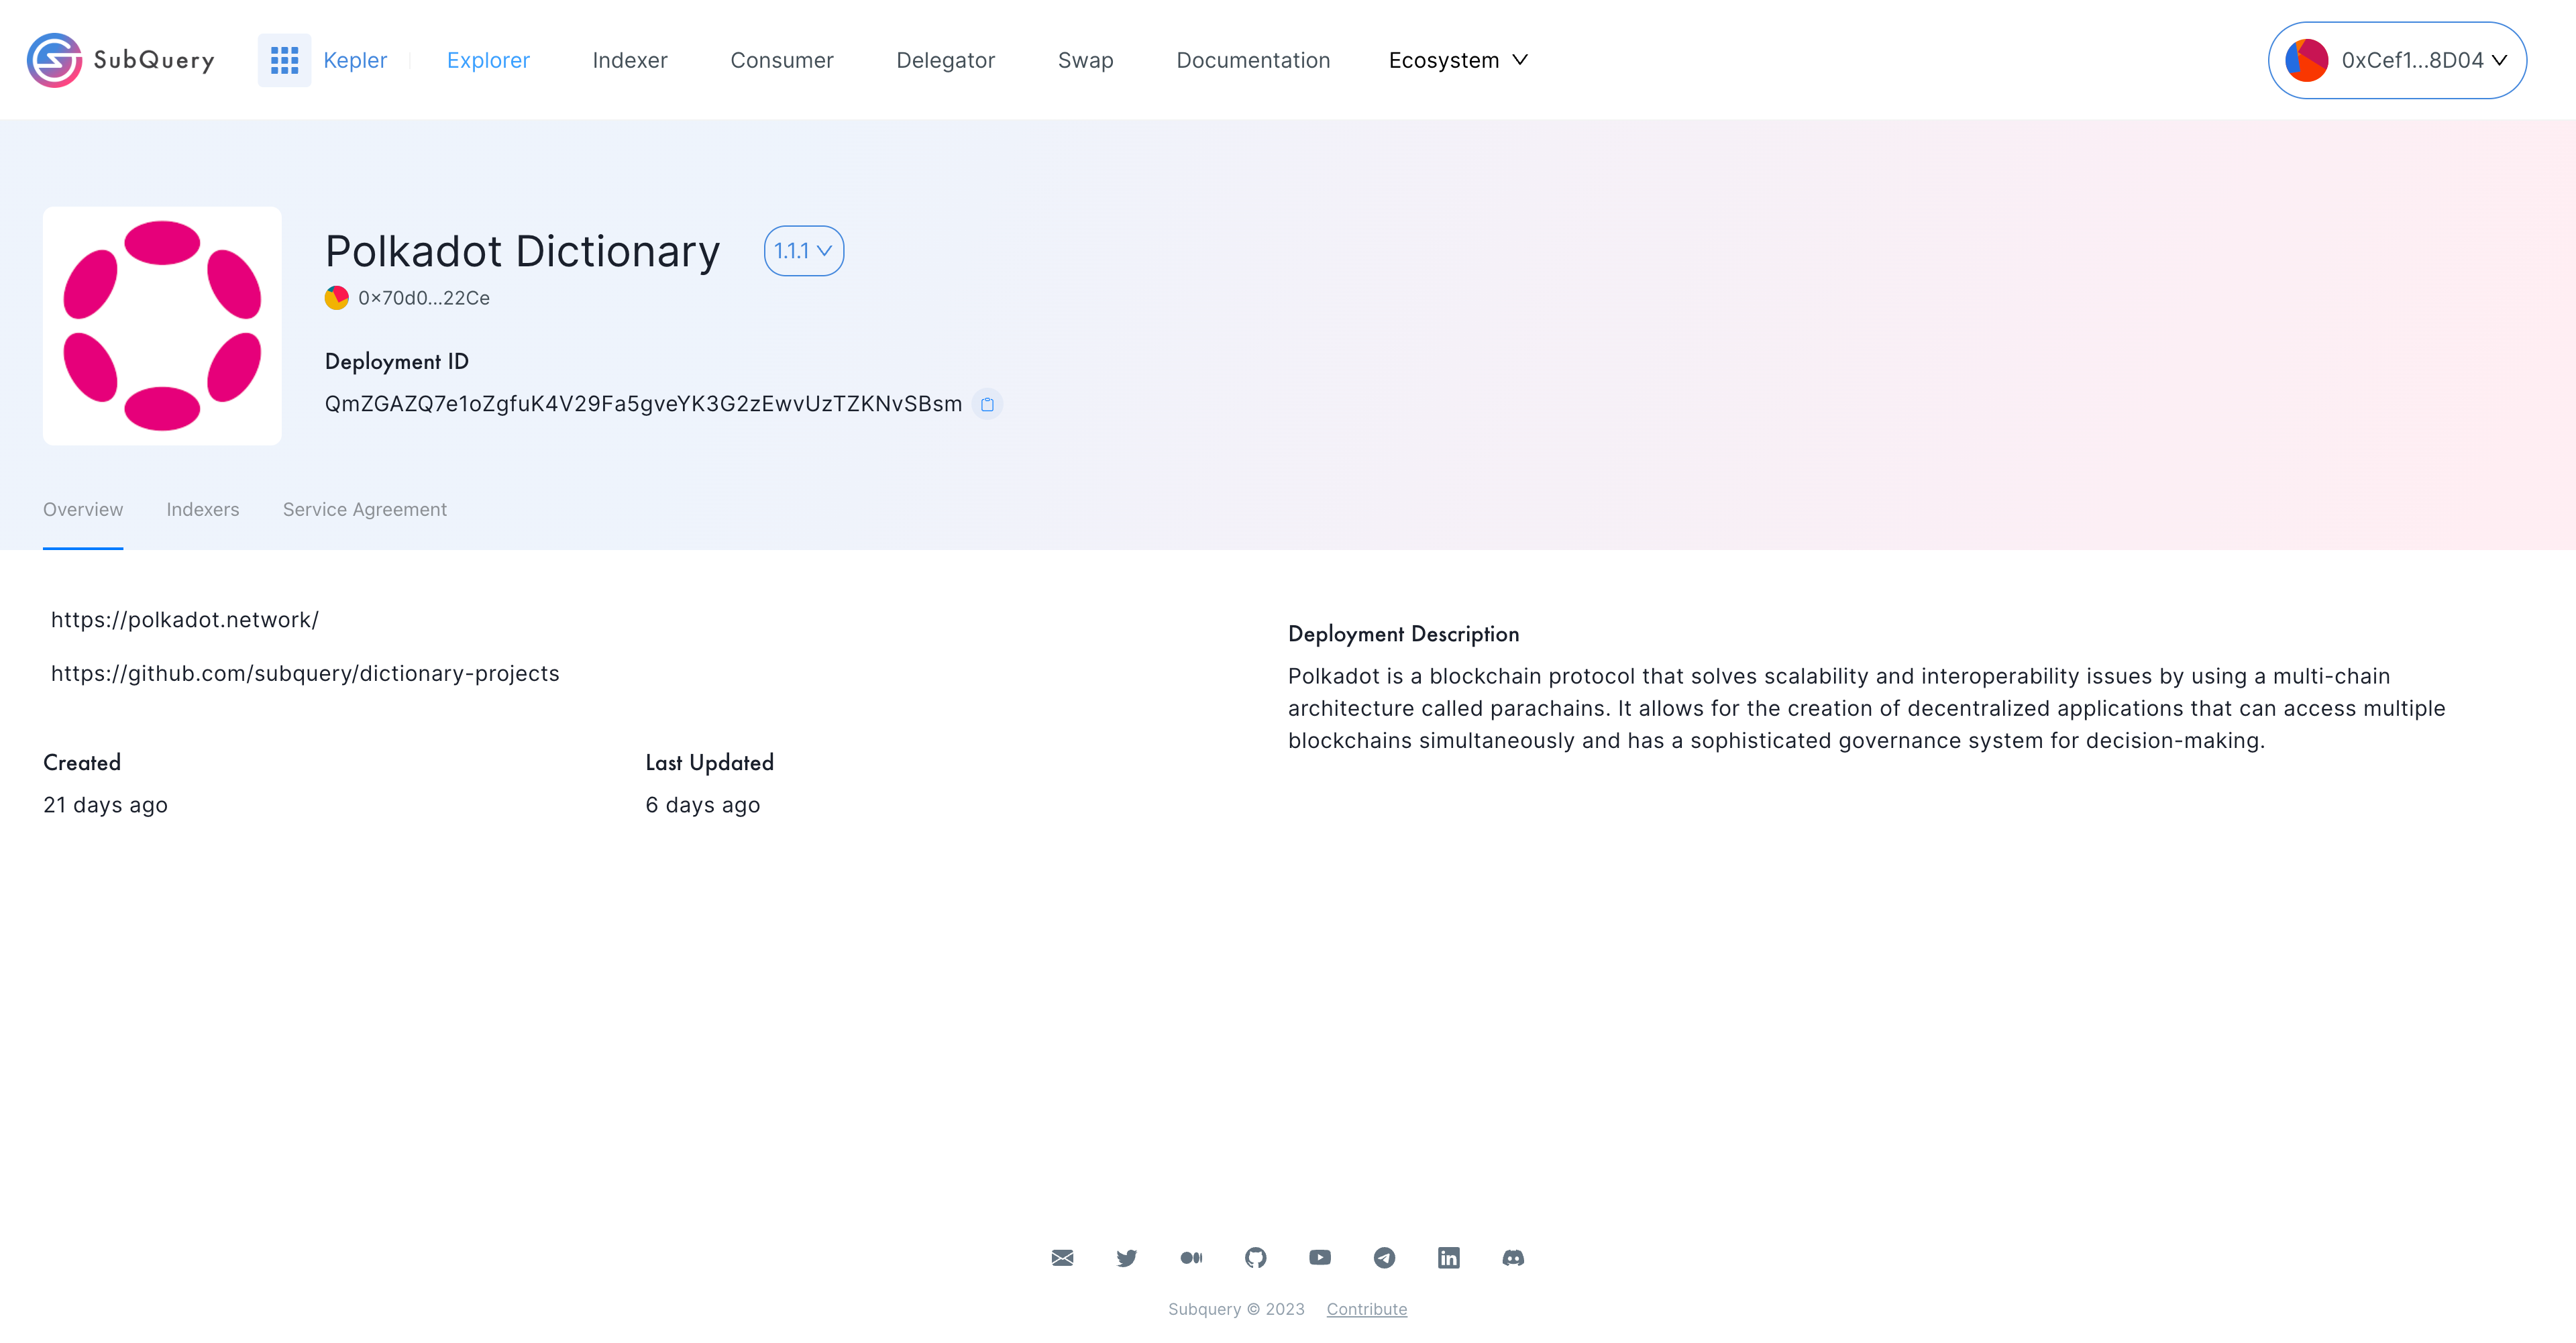 SubQuery
Kepler
Explorer
Indexer
Consumer
Delegator
Swap
Documentation
Ecosystem
0xCef1...8D04
Polkadot Dictionary
1.1.1
0x70d0...22Ce
Deployment ID
QmZGAZQ7e1oZgfuK4V29Fa5gveYK3G2zEwvUzTZKNvSBsm
Overview
Indexers
Service Agreement
https://polkadot.network/
https://github.com/subquery/dictionary-projects
Created
21 days ago
Last Updated
6 days ago
Deployment Description
Polkadot is a blockchain protocol that solves scalability and interoperability issues by using a multi-chain
architecture called parachains. It allows for the creation of decentralized applications that can access multiple
blockchains simultaneously and has a sophisticated governance system for decision-making.
Subquery © 2023
Contribute